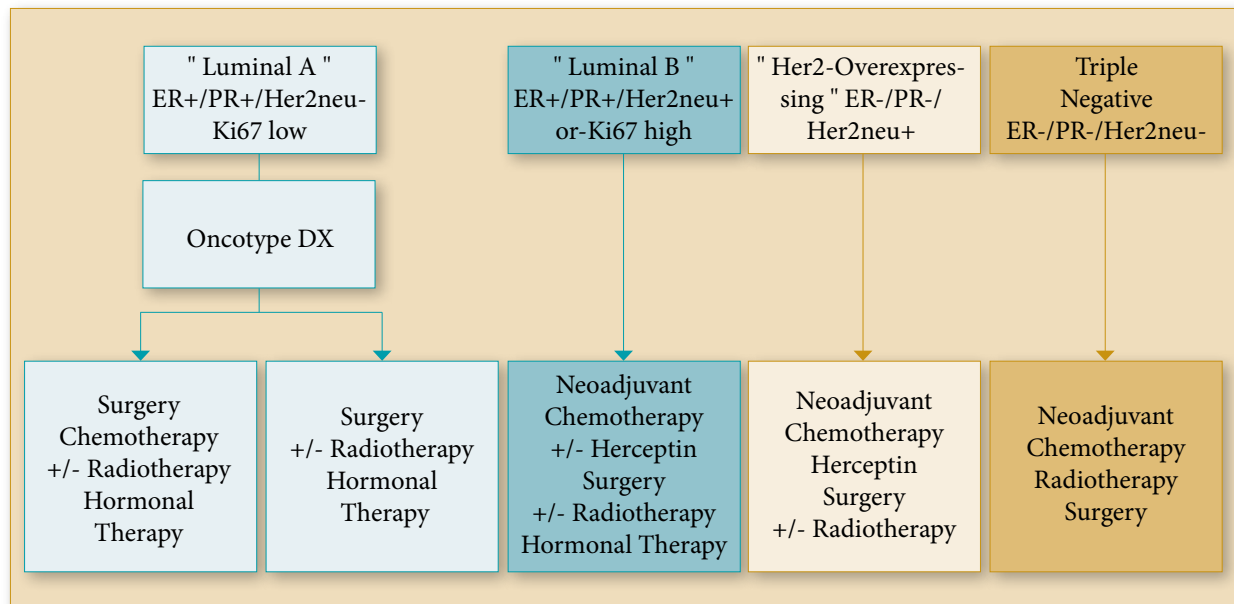 " Luminal A "
ER+/PR+/Her2neu-
Ki67 low
" Luminal B "
ER+/PR+/Her2neu+
or-Ki67 high
" Her2-Overexpres-
sing " ER-/PR-/
Her2neu+
Triple
Negative
ER-/PR-/Her2neu-
Oncotype DX
Surgery
Chemotherapy
+/- Radiotherapy
Hormonal
Therapy
Surgery
+/- Radiotherapy
Hormonal
Therapy
Neoadjuvant
Chemotherapy
+/- Herceptin
Surgery
+/- Radiotherapy
Hormonal Therapy
Neoadjuvant
Chemotherapy
Herceptin
Surgery
+/- Radiotherapy
Neoadjuvant
Chemotherapy
Radiotherapy
Surgery